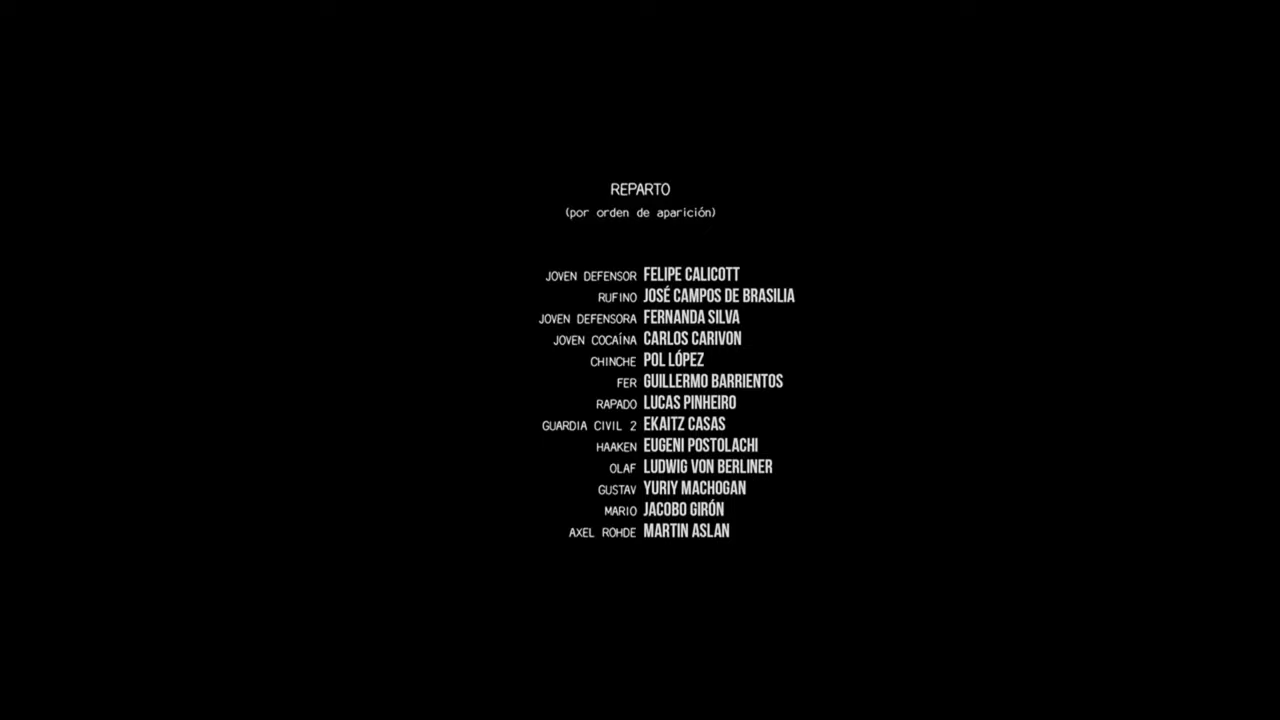 REPARTO
(por orden de aparición)
JOVEN DEFENSOR FELIPE CALICOTT
RUFINO JOSÉ CAMPOS DE BRASILIA
JOVEN DEFENSORA FERNANDA SILVA
JOVEN COCAÍNA CARLOS CARIVON
CHINCHE POL LÓPEZ
FER GUILLERMO BARRIENTOS
RAPADO LUCAS PINHEIRO
GUARDIA CIVIL 2 EKAITZ CASAS
HAAKEN EUGENI POSTOLACHI
OLAF LUDWIG VON BERLINER
GUSTAV YURIY MACHOGAN
MARIO JACOBO GIRÓN
AXEL ROHDE MARTIN ASLAN